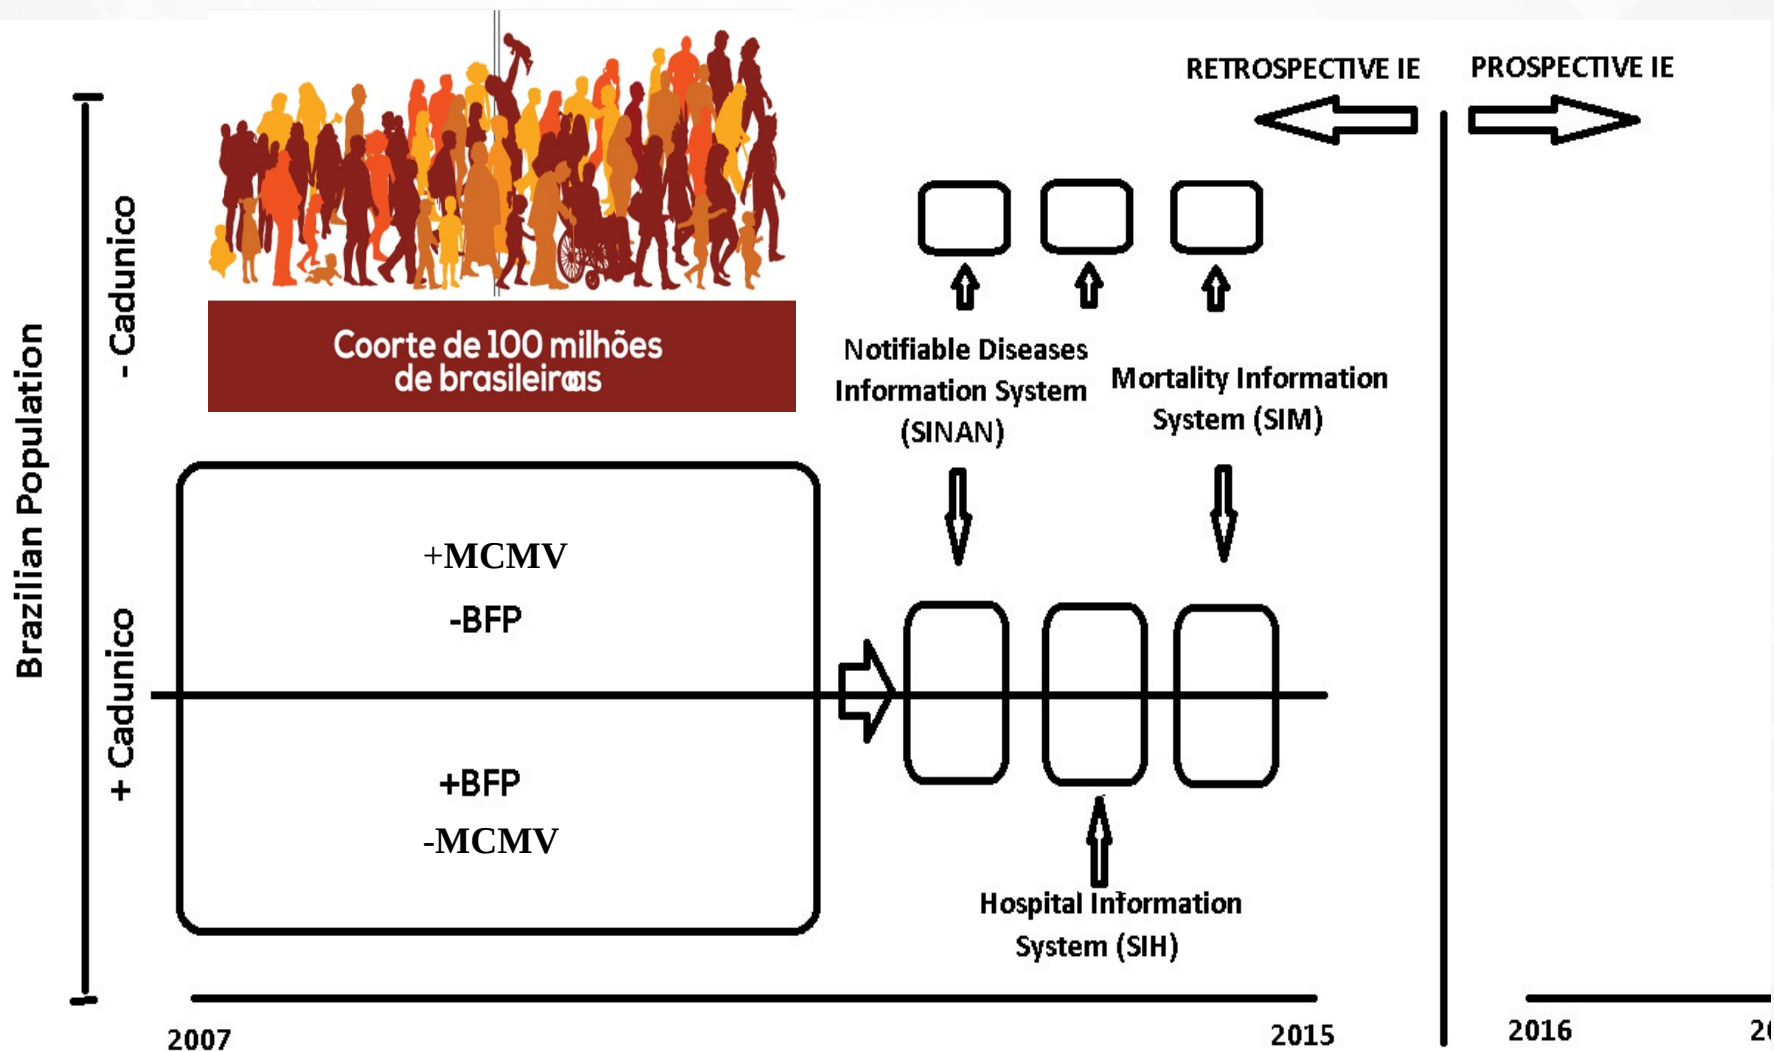 RETROSPECTIVE IE
PROSPECTIVE IE
Brazilian Population
- Cadunico
+ Cadunico
Coorte de 100 milhões
de brasileiroas
Notifiable Diseases
Information System
(SINAN)
Mortality Information
System (SIM)
+MCMV
-BFP
+BFP
-MCMV
Hospital Information
System (SIH)
2007
2015
2016